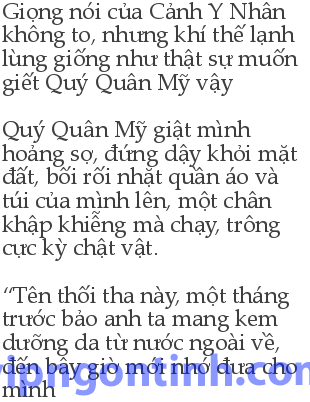 Giọng nói của Cảnh Y Nhân
không to, nhưng khí thế lạnh
lùng giống như thật sự muốn
giết Quý Quân Mỹ vậy
Quý Quân Mỹ giật mình
hoảng sợ, đứng dậy khỏi mặt
đất, bối rối nhặt quần áo và
túi của mình lên, một chân
khập khiễng mà chạy, trông
cực kỳ chật vật.
“Tên thối tha này, một tháng
trước bảo anh ta mang kem
dưỡng da từ nước ngoài về,
đến bây giờ mới nhớ đưa cho
mình
ipngontinh.com